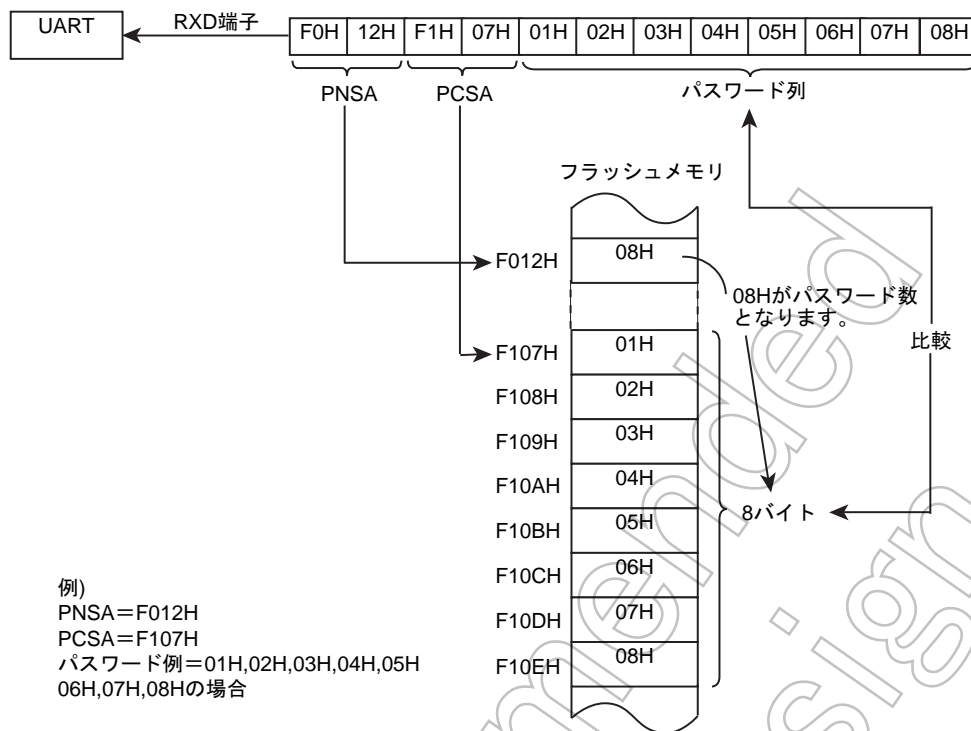 UART
RXD端子
F0H 12H F1H 07H 01H 02H 03H 04H 05H 06H 07H 08H
PNSA
PCSA
パスワード列
フラッシュメモリ
F012H 08H
08Hがパスワード数
となります。
比較
F107H 01H
F108H 02H
F109H 03H
F10AH 04H
8バイト
F10BH 05H
F10CH 06H
F10DH 07H
F10EH 08H
例)
PNSA=F012H
PCSA=F107H
パスワード例=01H,02H,03H,04H,05H
06H,07H,08Hの場合
mended
sign